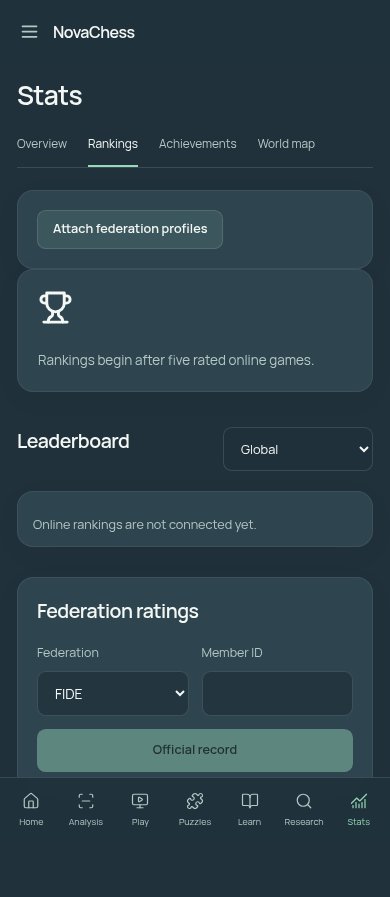 NovaChess
Stats
Overview Rankings Achievements World map
Attach federation profiles
Rankings begin after five rated online games.
Leaderboard Global
Online rankings are not connected yet.
Federation ratings
Federation Member ID
FIDE
Official record
Home Analysis Play Puzzles Learn Research Stats